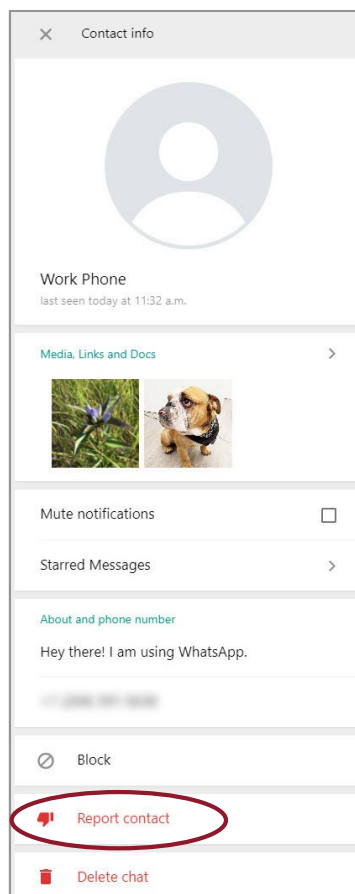 Contact info
Work Phone
last seen today at 11:32 a.m.
Media, Links and Docs
Mute notifications
Starred Messages
About and phone number
Hey there! I am using WhatsApp.
Block
Report contact
Delete chat